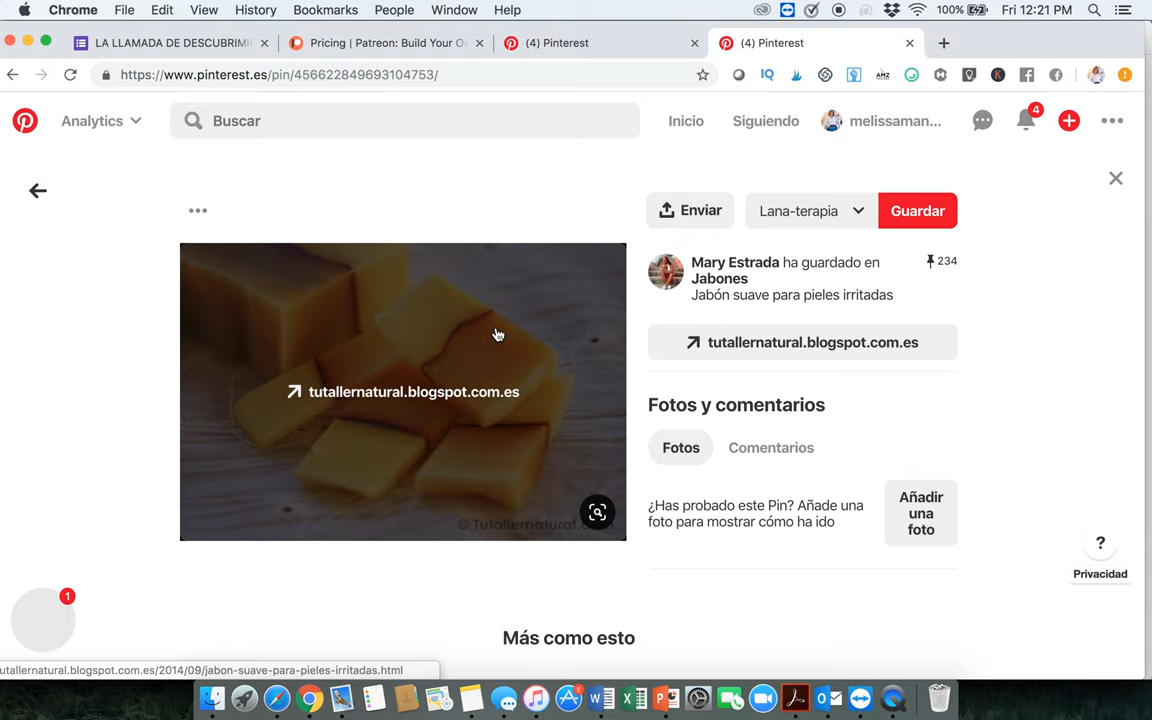 Chrome File Edit View History Bookmarks People Window Help 100% Fri 12:21 PM
LA LLAMADA DE DESCUBRIMI
Pricing | Patreon: Build Your O
(4) Pinterest
(4) Pinterest
https://www.pinterest.es/pin/456622849693104753/
IQ
AMZ
K
Analytics
Buscar
Inicio
Siguiendo
melissaman...
4
Enviar
Lana-terapia
Guardar
Mary Estrada ha guardado en
Jabones
Jabón suave para pieles irritadas
234
tutallernatural.blogspot.com.es
tutallernatural.blogspot.com.es
© Tutallernatural.
Fotos y comentarios
Fotos
Comentarios
¿Has probado este Pin? Añade una
foto para mostrar cómo ha ido
Añadir
una
foto
?
Privacidad
1
Más como esto
tutallernatural.blogspot.com.es/2014/09/jabon-suave-para-pieles-irritadas.html